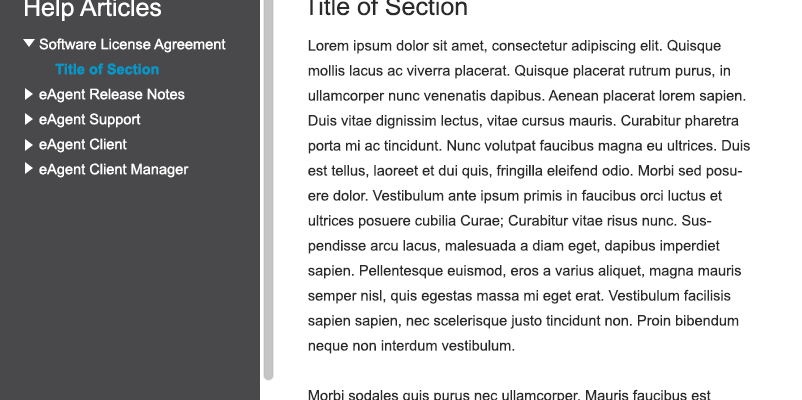 Help Articles
Software License Agreement
Title of Section
eAgent Release Notes
eAgent Support
eAgent Client
eAgent Client Manager
Title of Section
Lorem ipsum dolor sit amet, consectetur adipiscing elit. Quisque
mollis lacus ac viverra placerat. Quisque placerat rutrum purus, in
ullamcorper nunc venenatis dapibus. Aenean placerat lorem sapien.
Duis vitae dignissim lectus, vitae cursus mauris. Curabitur pharetra
porta mi ac tincidunt. Nunc volutpat faucibus magna eu ultrices. Duis
est tellus, laoreet et dui quis, fringilla eleifend odio. Morbi sed posu-
ere dolor. Vestibulum ante ipsum primis in faucibus orci luctus et
ultrices posuere cubilia Curae; Curabitur vitae risus nunc. Sus-
pendisse arcu lacus, malesuada a diam eget, dapibus imperdiet
sapien. Pellentesque euismod, eros a varius aliquet, magna mauris
semper nisl, quis egestas massa mi eget erat. Vestibulum facilisis
sapien sapien, nec scelerisque justo tincidunt non. Proin bibendum
neque non interdum vestibulum.
Morbi sodales quis purus nec ullamcorper. Mauris faucibus est